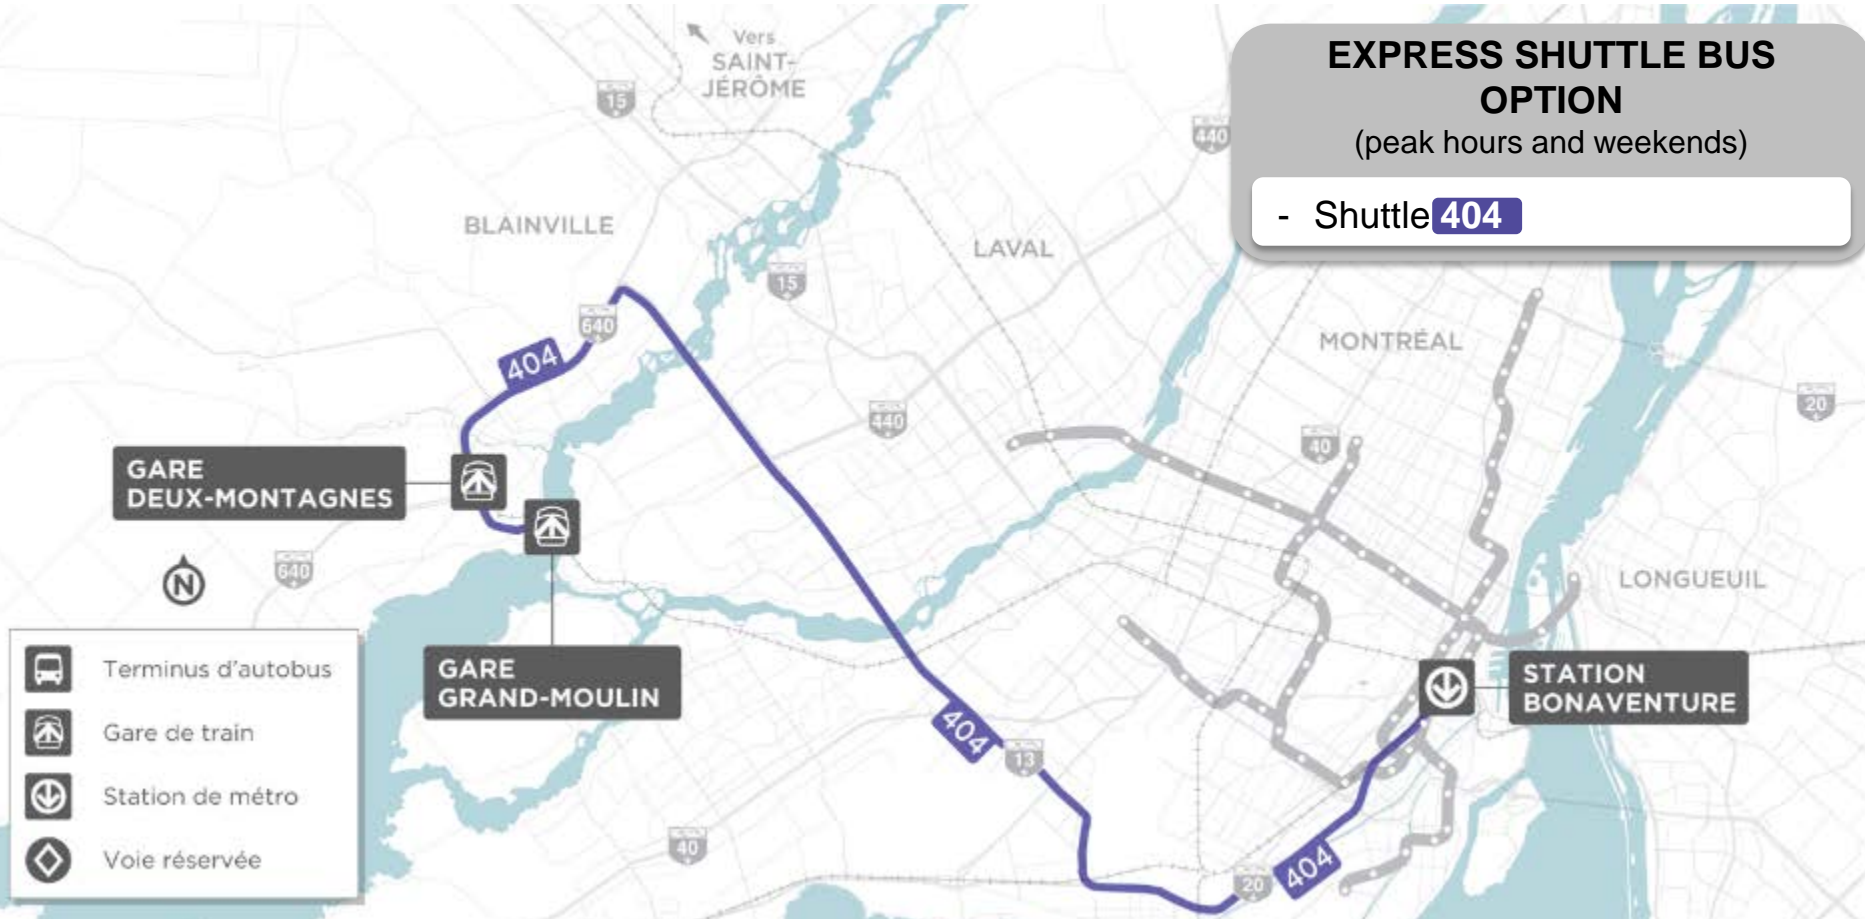 EXPRESS SHUTTLE BUS
OPTION
(peak hours and weekends)
- Shuttle 404
Vers
SAINT-
JÉRÔME
15
440
BLAINVILLE
LAVAL
15
640
MONTRÉAL
404
440
40
20
GARE
DEUX-MONTAGNES
N
640
LONGUEUIL
GARE
GRAND-MOULIN
STATION
BONAVENTURE
404
13
40
20
404
Terminus d'autobus
Gare de train
Station de métro
Voie réservée